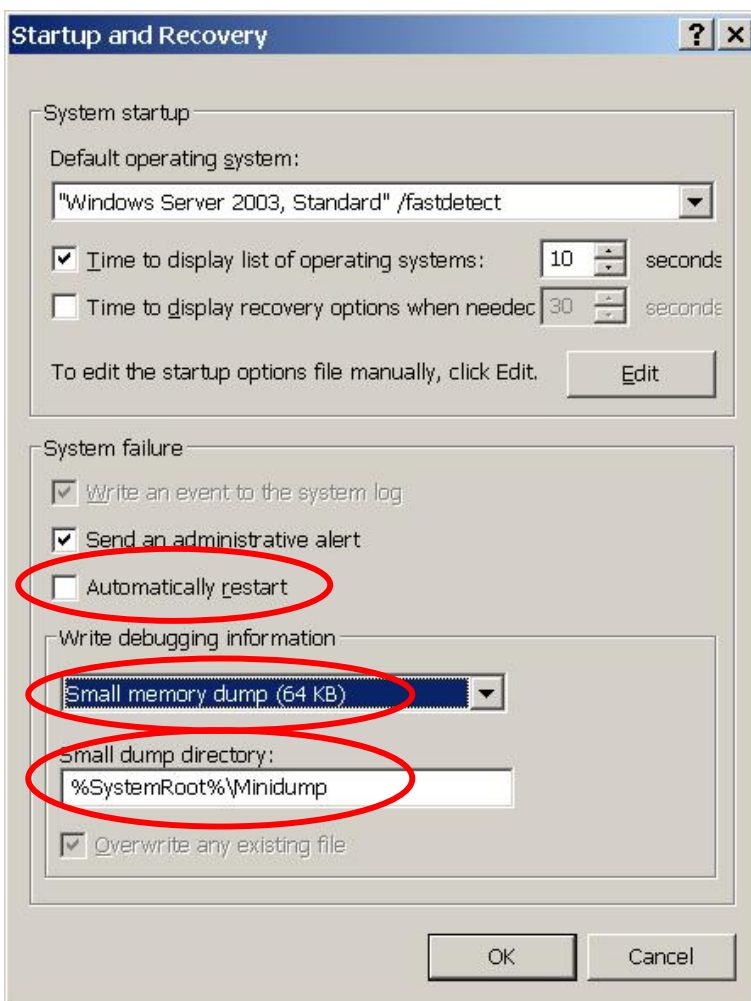 Startup and Recovery
System startup
Default operating system:
"Windows Server 2003, Standard" /fastdetect
Time to display list of operating systems: 10 seconds
Time to display recovery options when needed 30 seconds
To edit the startup options file manually, click Edit. Edit
System failure
Write an event to the system log
Send an administrative alert
Automatically restart
Write debugging information
Small memory dump (64 KB)
Small dump directory:
%SystemRoot%\Minidump
Overwrite any existing file
OK Cancel